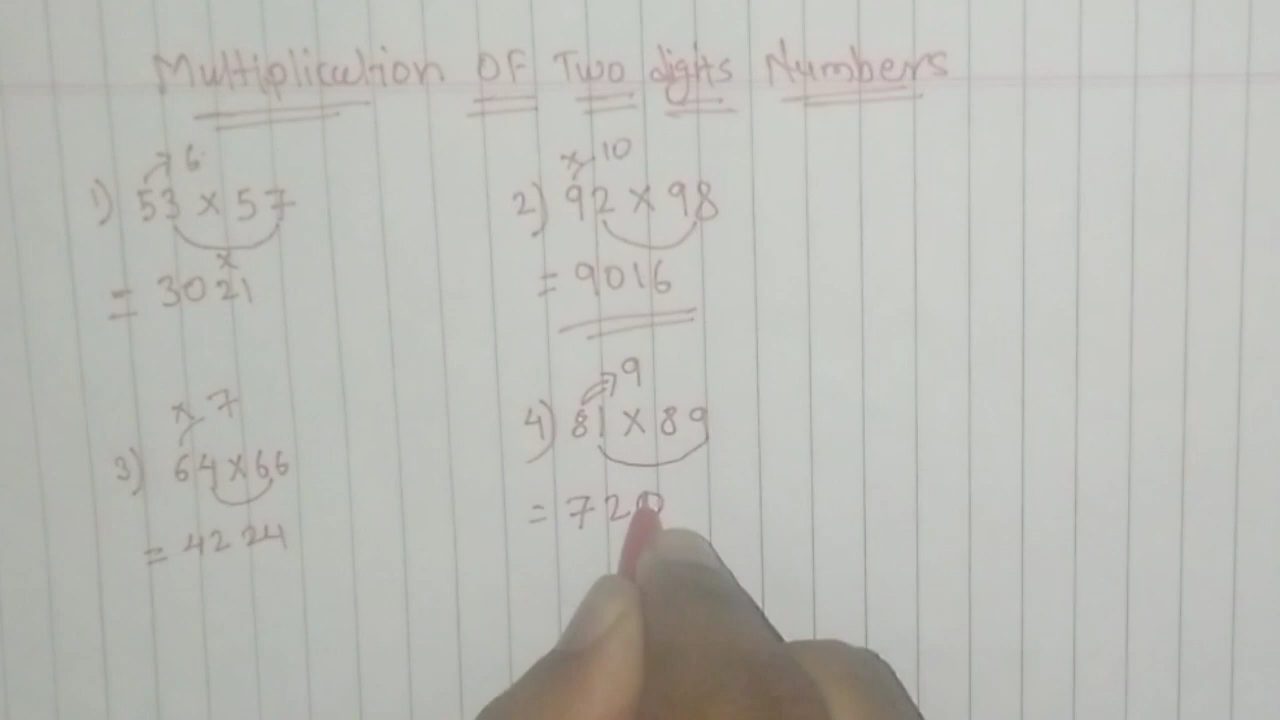 Multiplication OF Two digits Numbers
6
1) 53 x 57
x
= 3021
x 10
2) 92 x 98
= 9016
x 7
3) 64 x 66
= 4224
9
4) 81 x 89
= 720